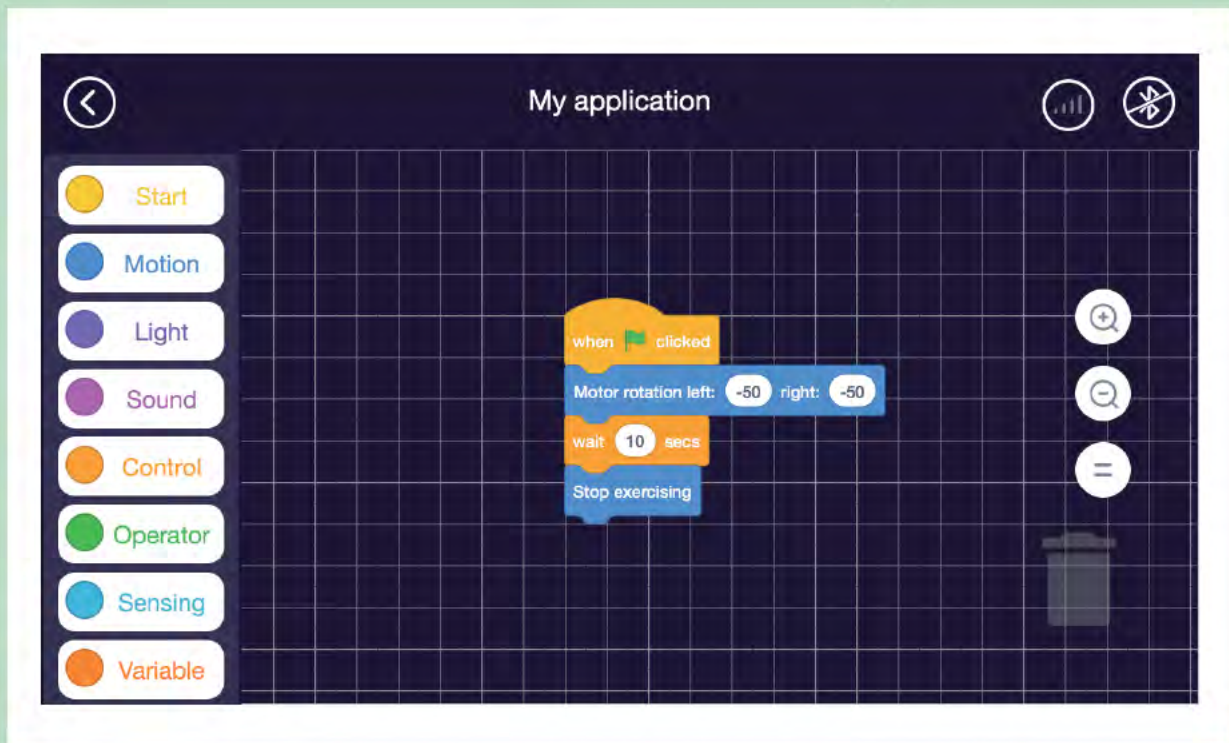 My application
Start
Motion
Light
Sound
Control
Operator
Sensing
Variable
when clicked
Motor rotation left: -50 right: -50
wait 10 secs
Stop exercising